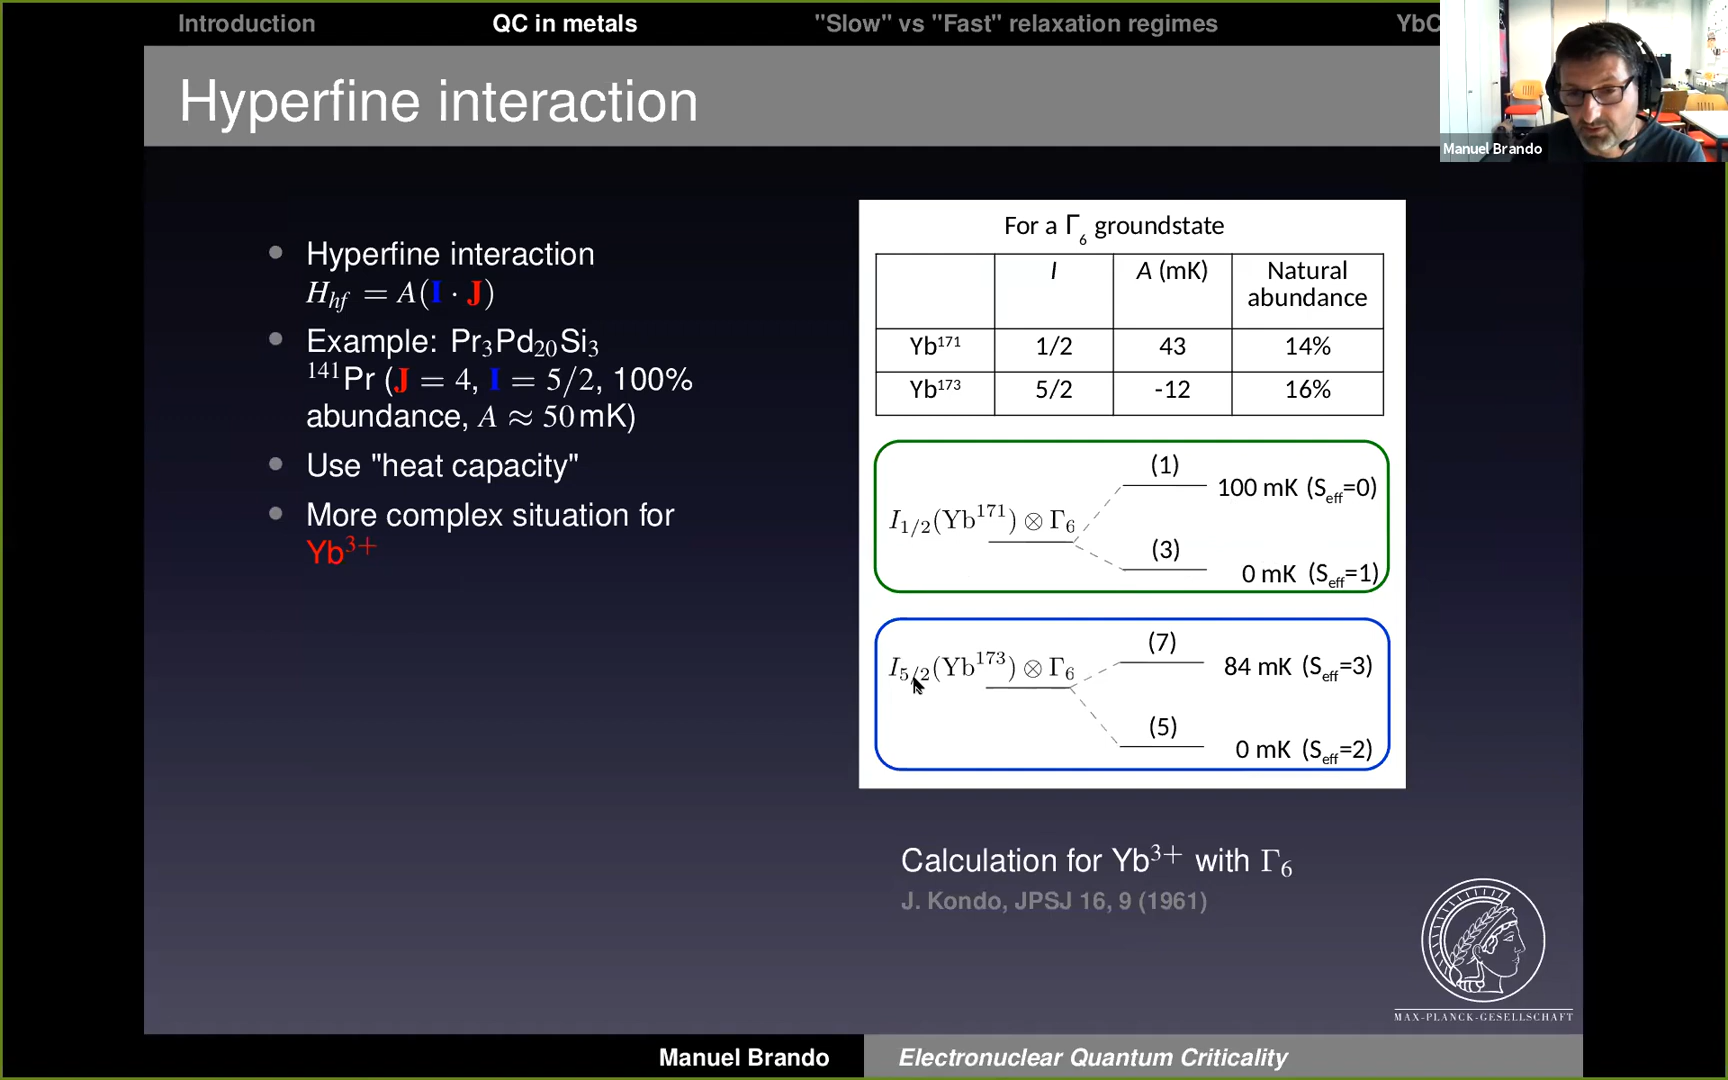 Introduction QC in metals "Slow" vs "Fast" relaxation regimes YbC
Hyperfine interaction
Manuel Brando
• Hyperfine interaction
H_hf = A(I · J)
• Example: Pr₃Pd₂₀Si₃
¹⁴¹Pr (J = 4, I = 5/2, 100%
abundance, A ≈ 50 mK)
• Use "heat capacity"
• More complex situation for
Yb³⁺
For a Γ₆ groundstate
I A (mK) Natural
abundance
Yb¹⁷¹ 1/2 43 14%
Yb¹⁷³ 5/2 -12 16%
(1)
100 mK (S_eff=0)
I₁/₂(Yb¹⁷¹) ⊗ Γ₆
(3)
0 mK (S_eff=1)
(7)
I₅/₂(Yb¹⁷³) ⊗ Γ₆ 84 mK (S_eff=3)
(5)
0 mK (S_eff=2)
Calculation for Yb³⁺ with Γ₆
J. Kondo, JPSJ 16, 9 (1961)
MAX-PLANCK-GESELLSCHAFT
Manuel Brando Electronuclear Quantum Criticality